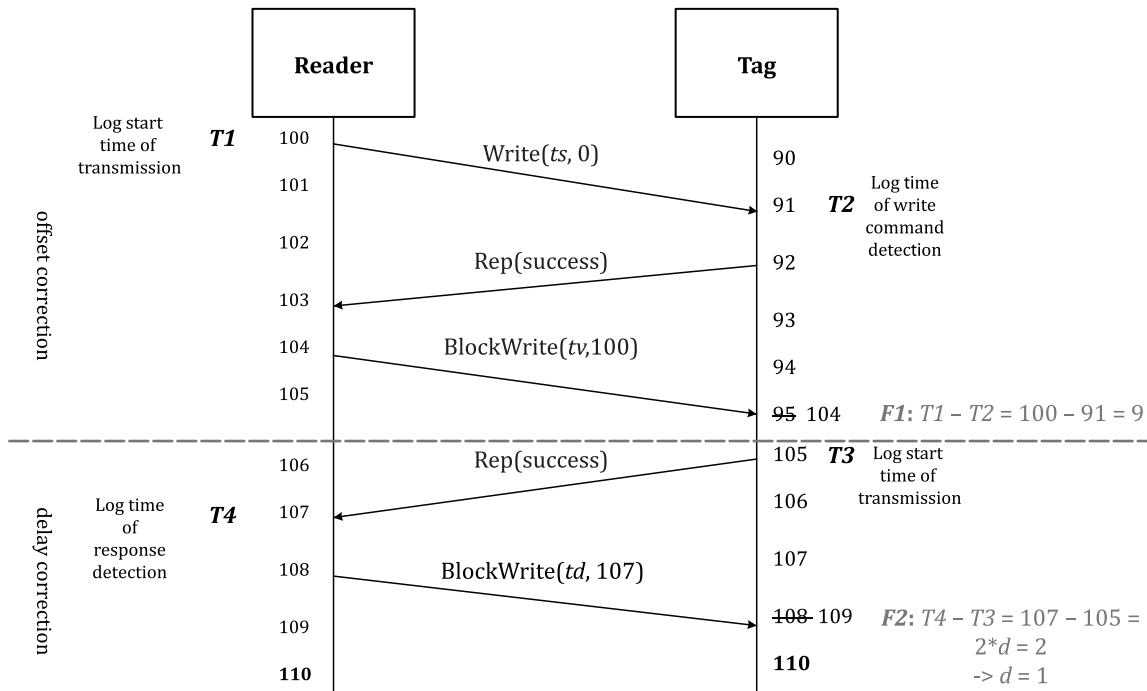 Reader
Tag
Log start
time of
transmission
T1
100
Write(ts, 0)
90
101
91
T2
Log time
of write
command
detection
offset correction
102
Rep(success)
92
103
93
104
BlockWrite(tv,100)
94
105
95 104
F1: T1 – T2 = 100 – 91 = 9
106
Rep(success)
105
T3
Log start
time of
transmission
delay correction
Log time
of
response
detection
T4
107
106
108
BlockWrite(td, 107)
107
109
108 109
F2: T4 – T3 = 107 – 105 =
2*d = 2
-> d = 1
110
110